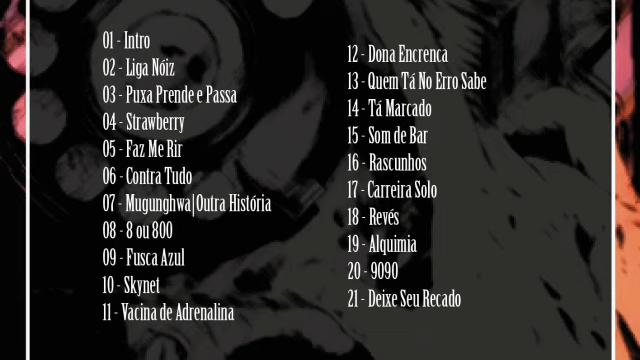 01 - Intro
02 - Liga Nóiz
03 - Puxa Prende e Passa
04 - Strawberry
05 - Faz Me Rir
06 - Contra Tudo
07 - Mugunghwa|Outra História
08 - 8 ou 800
09 - Fusca Azul
10 - Skynet
11 - Vacina de Adrenalina
12 - Dona Encrenca
13 - Quem Tá No Erro Sabe
14 - Tá Marcado
15 - Som de Bar
16 - Rascunhos
17 - Carreira Solo
18 - Revés
19 - Alquimia
20 - 9090
21 - Deixe Seu Recado